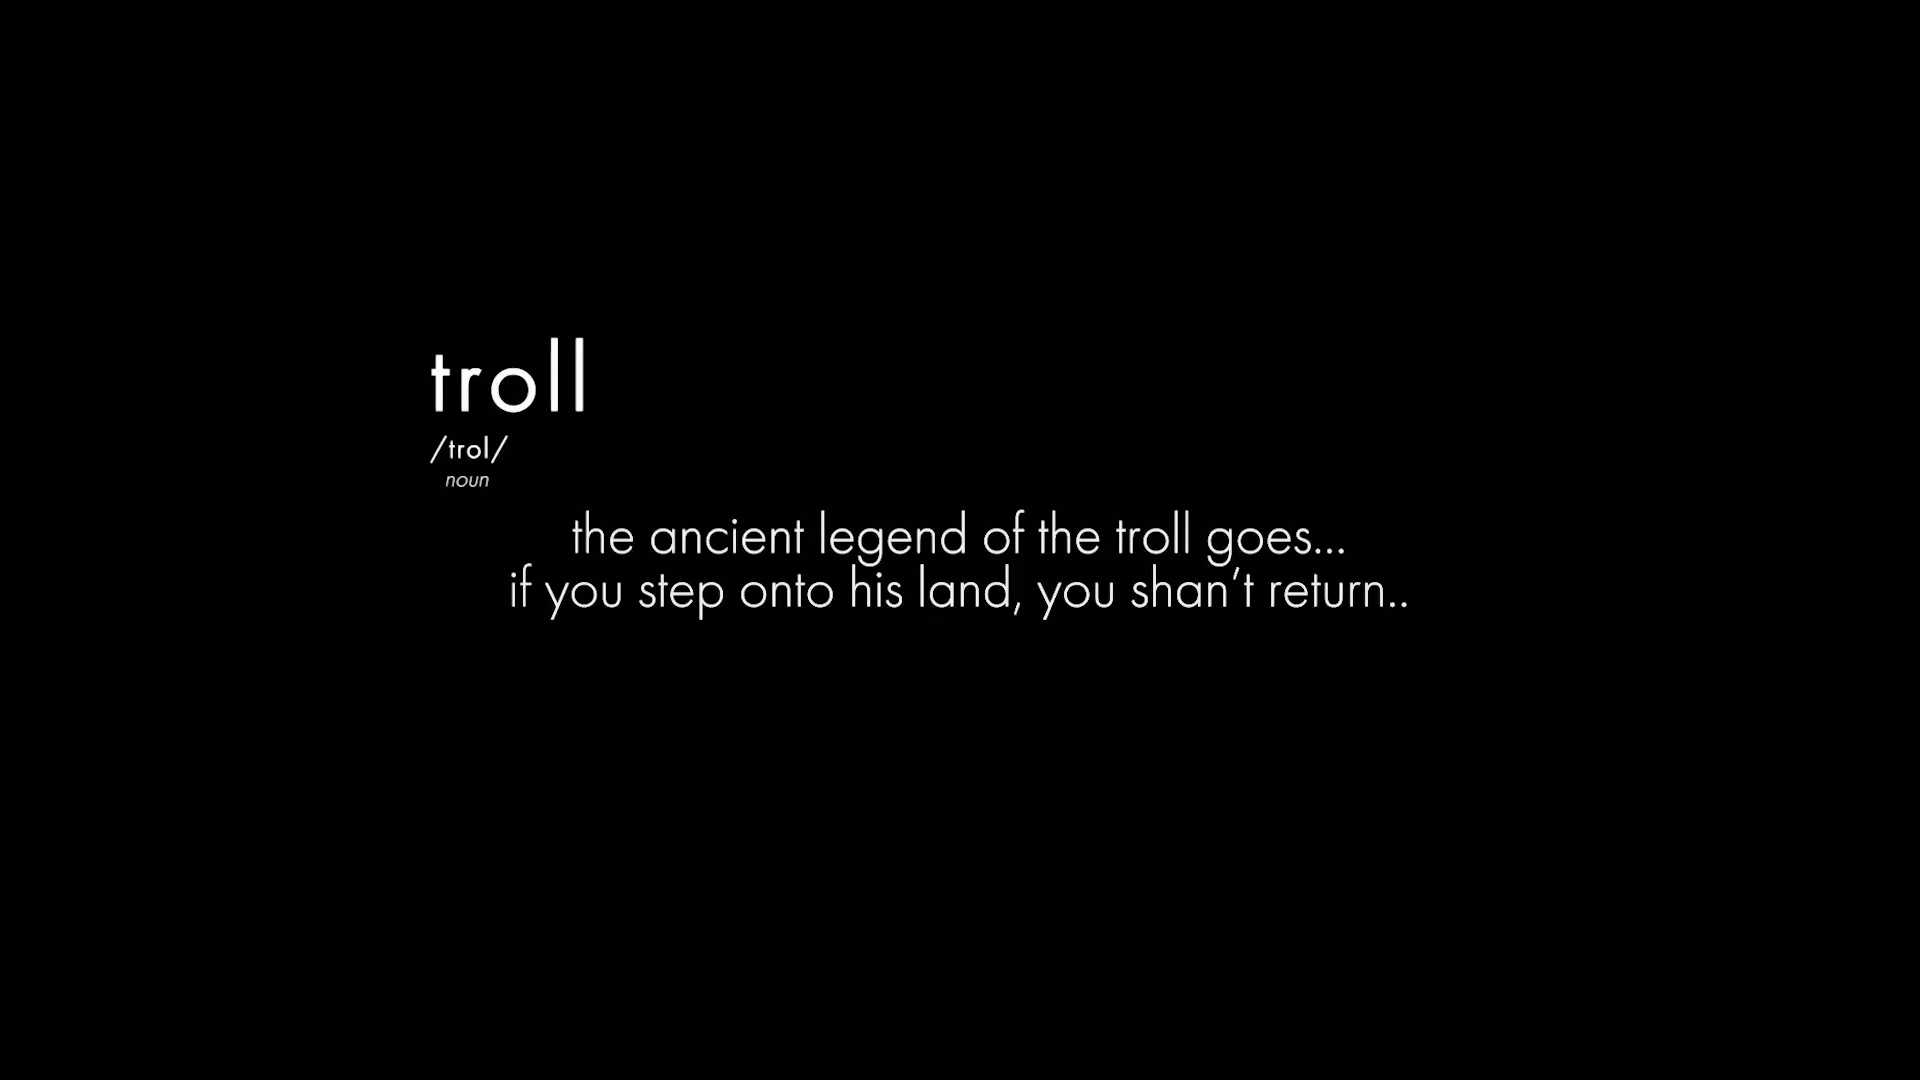 troll
/trol/
noun
the ancient legend of the troll goes...
if you step onto his land, you shan’t return..